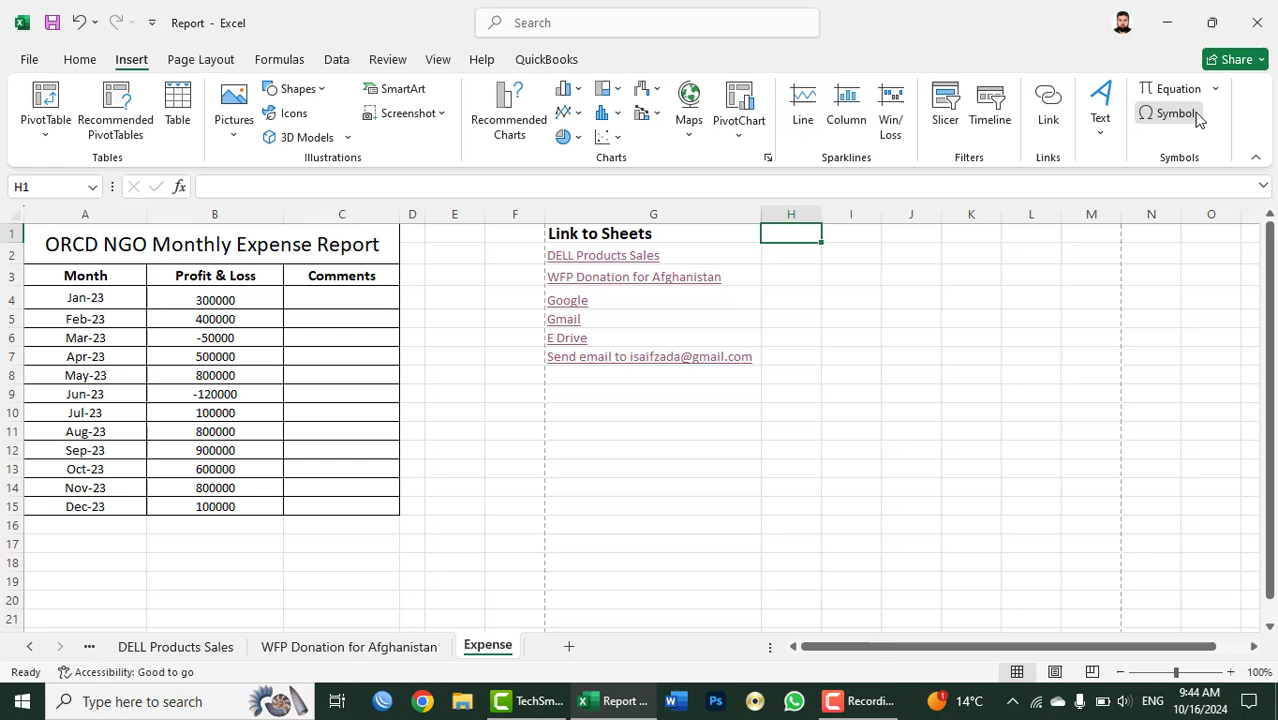 Report - Excel
Search
File Home Insert Page Layout Formulas Data Review View Help QuickBooks
Share
PivotTable
Recommended PivotTables
Table
Tables
Pictures
Shapes
Icons
3D Models
SmartArt
Screenshot
Illustrations
Recommended Charts
Maps
PivotChart
Charts
Line
Column
Win/Loss
Sparklines
Slicer
Timeline
Filters
Link
Links
Text
Equation
Symbol
Symbols
H1
fx
A B C D E F G H I J K L M N O
1 ORCD NGO Monthly Expense Report Link to Sheets
2 DELL Products Sales
3 Month Profit & Loss Comments WFP Donation for Afghanistan
4 Jan-23 300000 Google
5 Feb-23 400000 Gmail
6 Mar-23 -50000 E Drive
7 Apr-23 500000 Send email to isaifzada@gmail.com
8 May-23 800000
9 Jun-23 -120000
10 Jul-23 100000
11 Aug-23 800000
12 Sep-23 900000
13 Oct-23 600000
14 Nov-23 800000
15 Dec-23 100000
16
17
18
19
20
21
DELL Products Sales WFP Donation for Afghanistan Expense
Ready Accessibility: Good to go 100%
Type here to search
TechSm...
Report ...
Recordi...
1
14°C
ENG
9:44 AM
10/16/2024